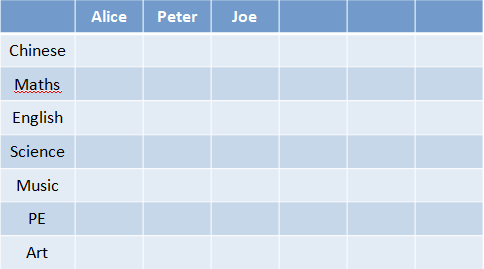 Alice Peter Joe
Chinese
Maths
English
Science
Music
PE
Art